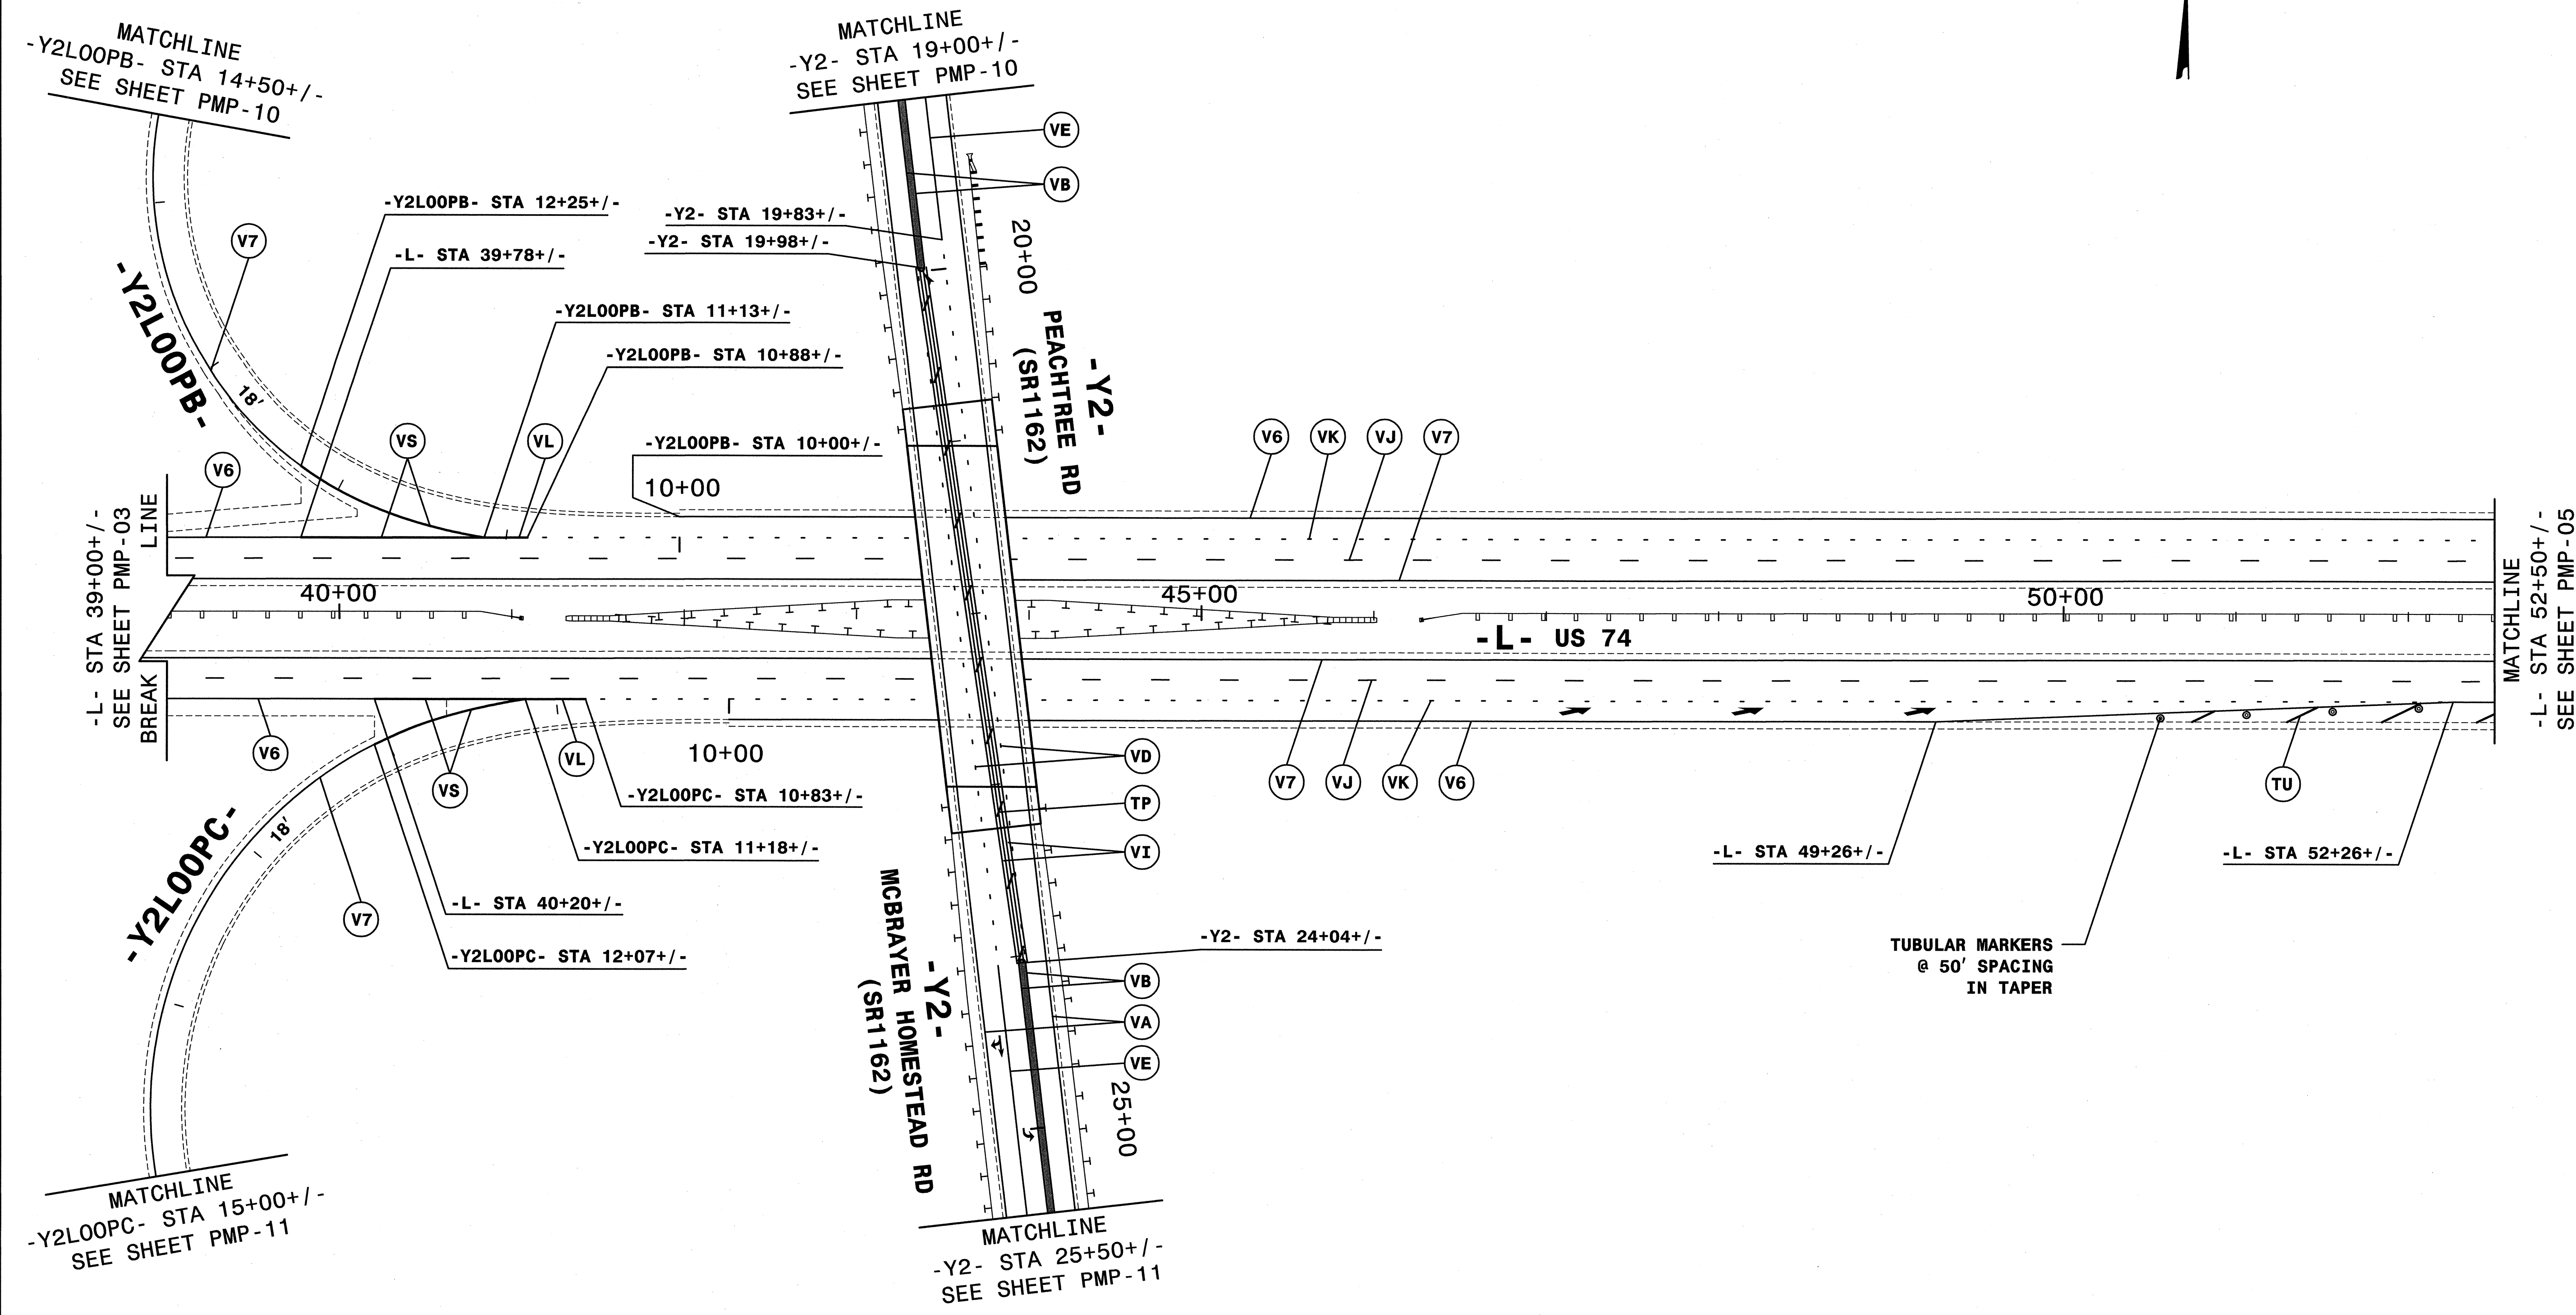 MATCHLINE
-Y2LOOPB- STA 14+50+/-
SEE SHEET PMP-10
MATCHLINE
-Y2- STA 19+00+/-
SEE SHEET PMP-10
VE
VB
-Y2LOOPB- STA 12+25+/-
-Y2- STA 19+83+/-
-Y2- STA 19+98+/-
V7
-L- STA 39+78+/-
20+00
-Y2LOOPB-
-Y2LOOPB- STA 11+13+/-
-Y2LOOPB- STA 10+88+/-
-Y2-
PEACHTREE RD
(SR1162)
18'
VS
VL
-Y2LOOPB- STA 10+00+/-
V6
VK
VJ
V7
V6
10+00
-L- STA 39+00+/-
SEE SHEET PMP-03
BREAK LINE
40+00
45+00
50+00
-L- US 74
MATCHLINE
-L- STA 52+50+/-
SEE SHEET PMP-05
V6
VS
VL
10+00
VD
V7
VJ
VK
V6
TU
-Y2LOOPC- STA 10+83+/-
TP
18'
-Y2LOOPC-
-Y2LOOPC- STA 11+18+/-
VI
-L- STA 49+26+/-
-L- STA 52+26+/-
V7
-L- STA 40+20+/-
-Y2LOOPC- STA 12+07+/-
-Y2- STA 24+04+/-
TUBULAR MARKERS
@ 50' SPACING
IN TAPER
-Y2-
MCBRAYER HOMESTEAD RD
(SR1162)
VB
VA
VE
25+00
MATCHLINE
-Y2LOOPC- STA 15+00+/-
SEE SHEET PMP-11
MATCHLINE
-Y2- STA 25+50+/-
SEE SHEET PMP-11